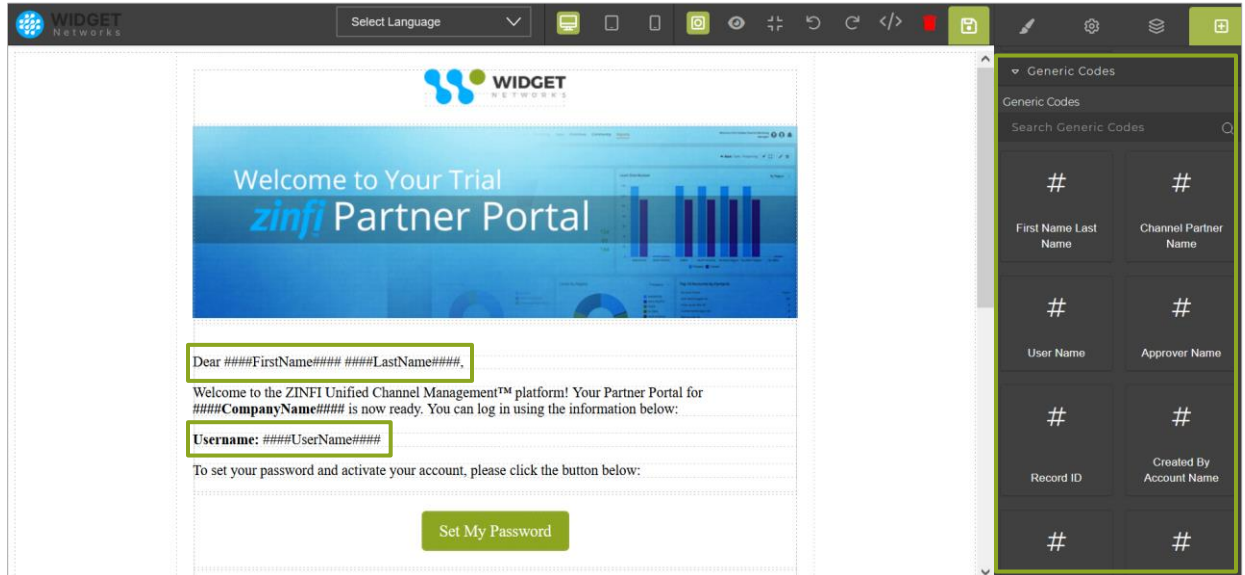 WIDGET
Networks
Select Language
</>
WIDGET
NETWORKS
Welcome to Your Trial
zinfi Partner Portal
Dear ####FirstName#### ####LastName####,
Welcome to the ZINFI Unified Channel Management™ platform! Your Partner Portal for
####CompanyName#### is now ready. You can log in using the information below:
Username: ####UserName####
To set your password and activate your account, please click the button below:
Set My Password
Generic Codes
Generic Codes
Search Generic Codes
# #
First Name Last Name
Channel Partner Name
# #
User Name
Approver Name
# #
Record ID
Created By Account Name
# #